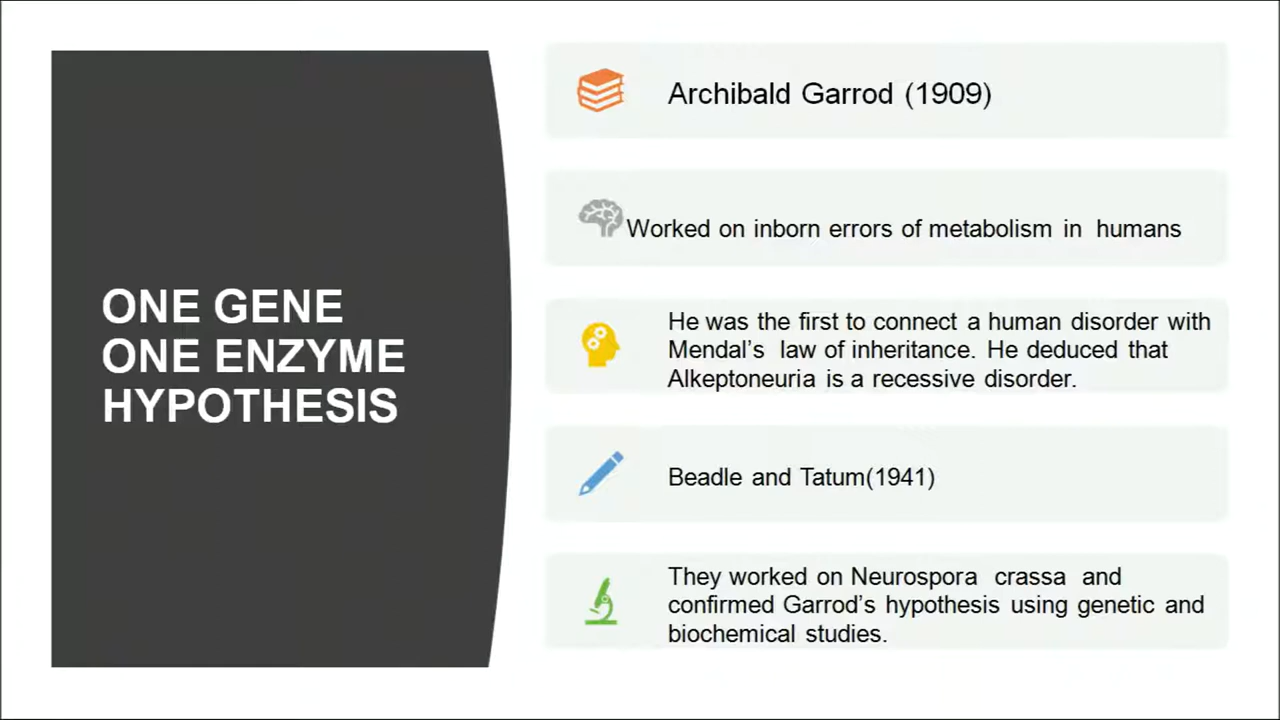 ONE GENE
ONE ENZYME
HYPOTHESIS
Archibald Garrod (1909)
Worked on inborn errors of metabolism in humans
He was the first to connect a human disorder with
Mendal's law of inheritance. He deduced that
Alkeptoneuria is a recessive disorder.
Beadle and Tatum(1941)
They worked on Neurospora crassa and
confirmed Garrod's hypothesis using genetic and
biochemical studies.